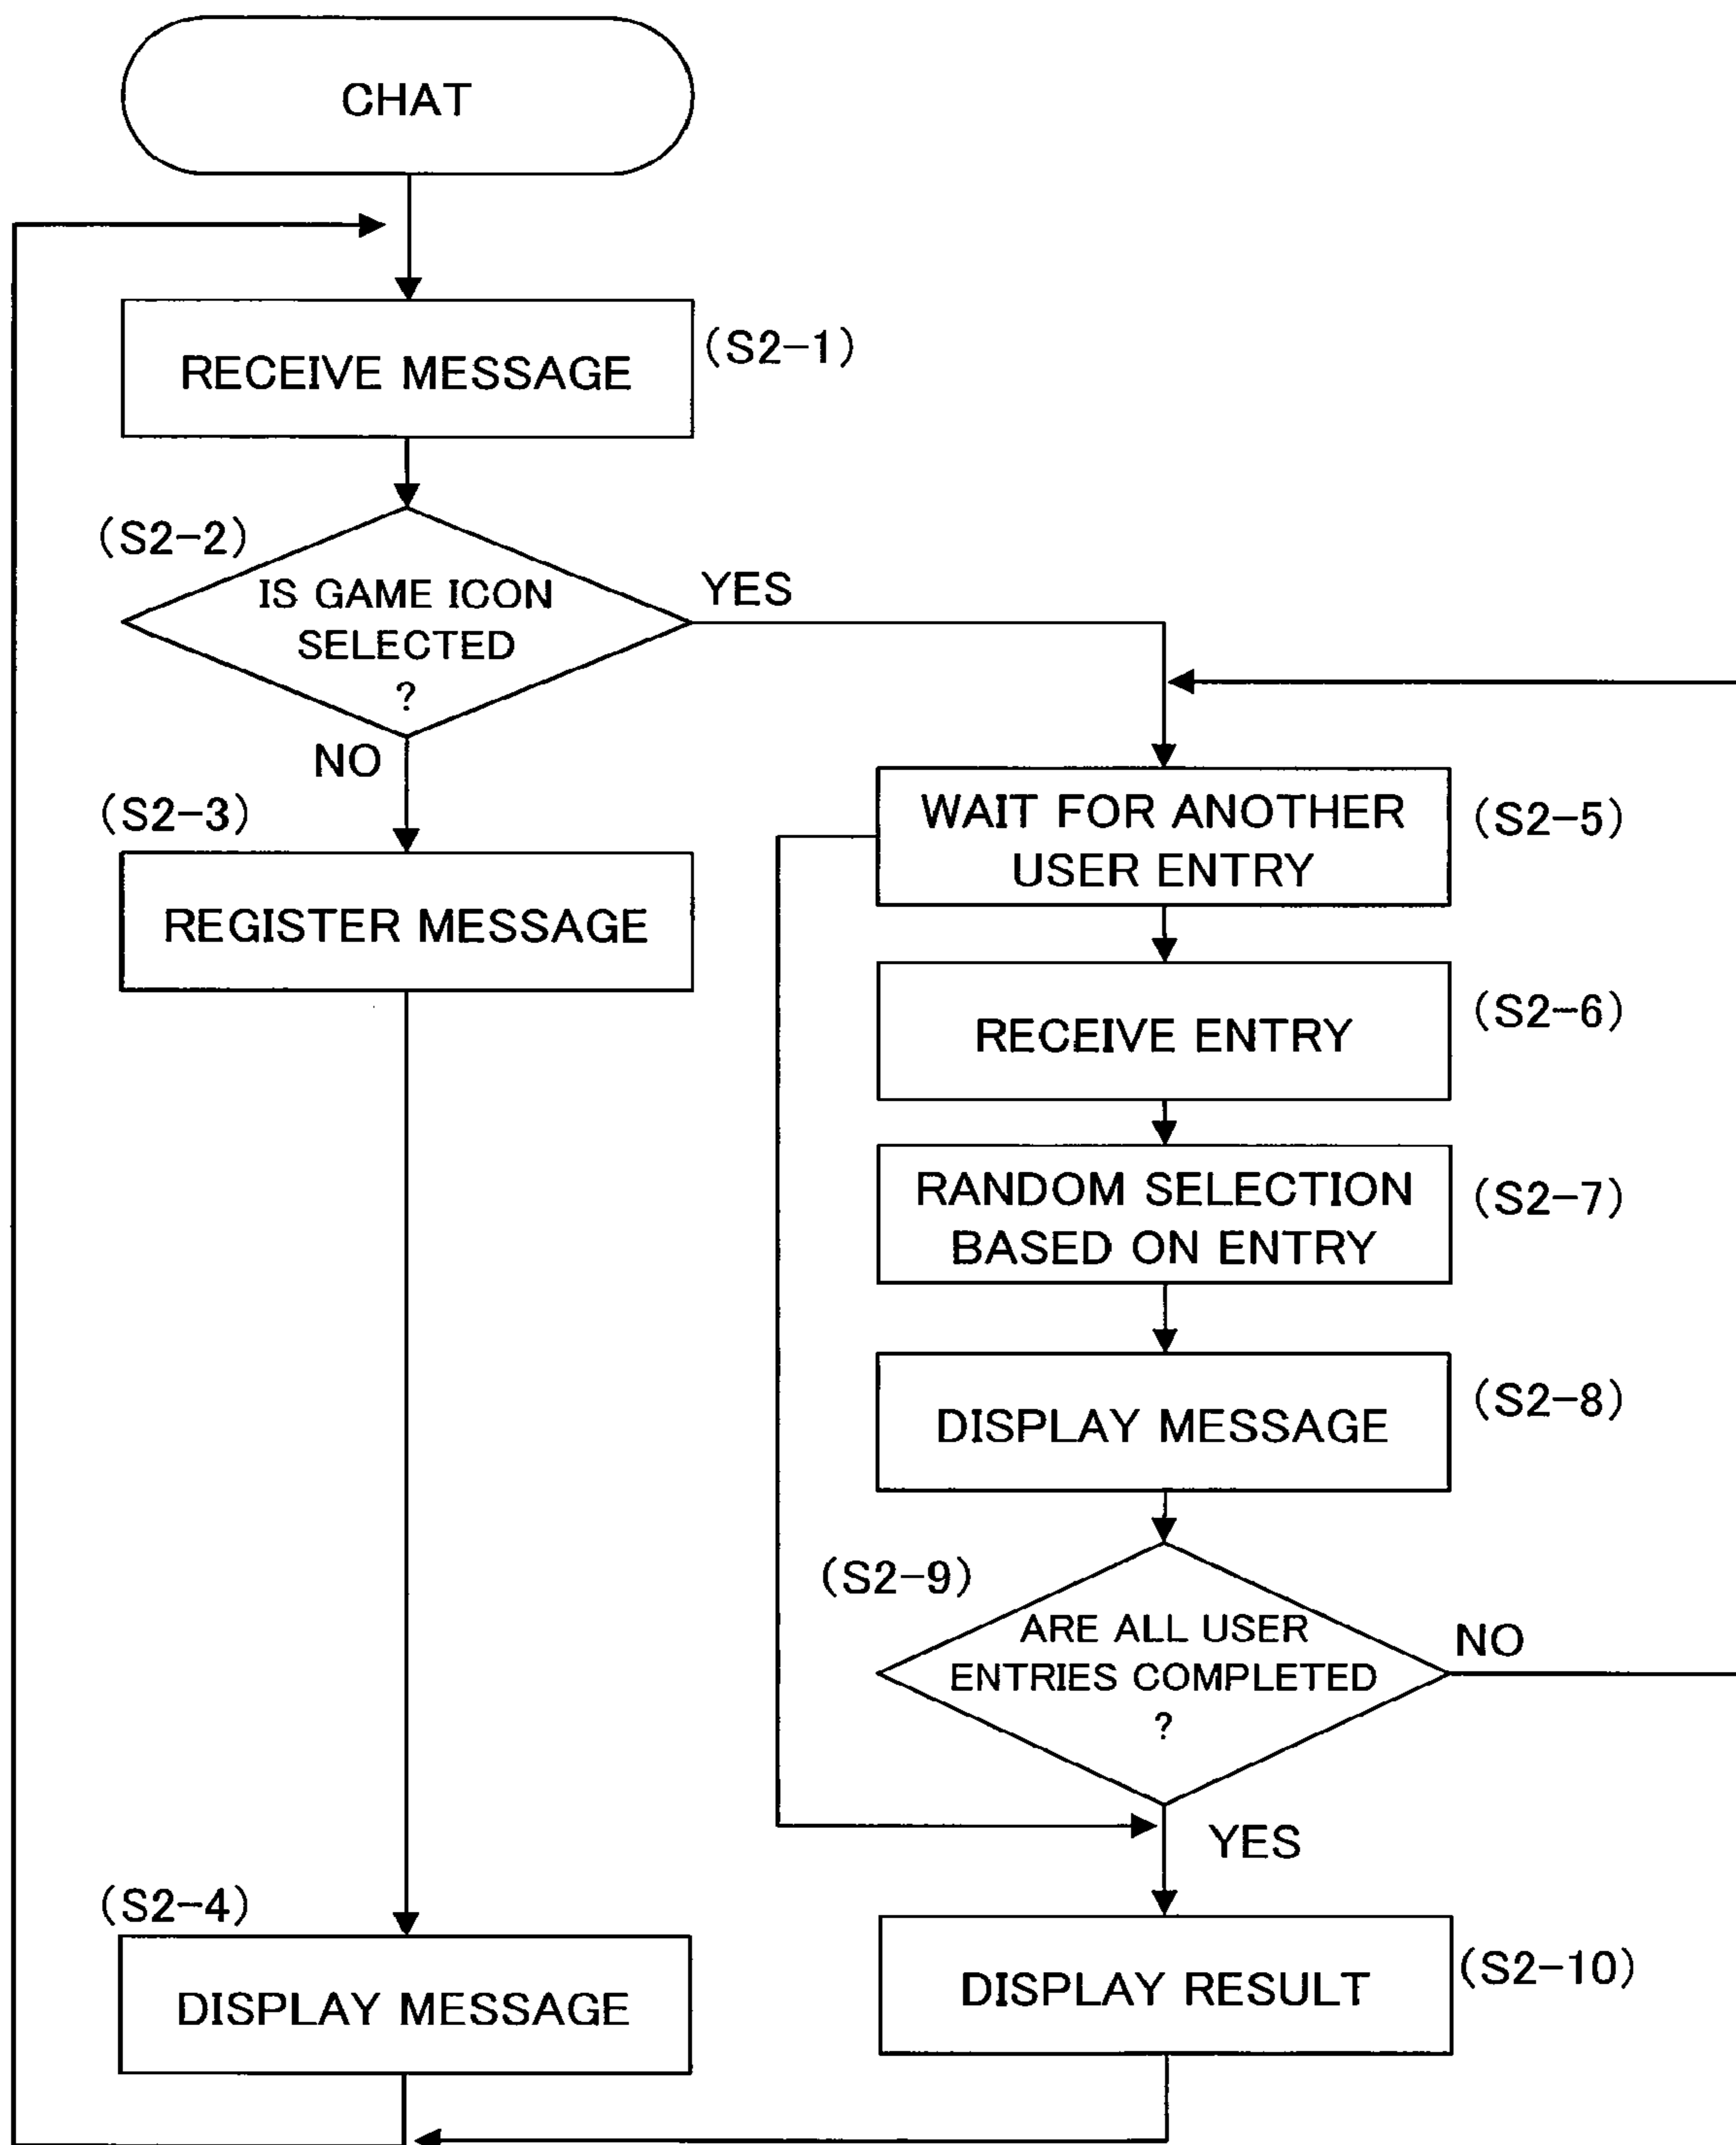 CHAT
RECEIVE MESSAGE
(S2-1)
(S2-2)
IS GAME ICON
SELECTED
?
YES
NO
(S2-3)
REGISTER MESSAGE
WAIT FOR ANOTHER
USER ENTRY
(S2-5)
RECEIVE ENTRY
(S2-6)
RANDOM SELECTION
BASED ON ENTRY
(S2-7)
DISPLAY MESSAGE
(S2-8)
(S2-9)
ARE ALL USER
ENTRIES COMPLETED
?
NO
YES
(S2-4)
DISPLAY MESSAGE
DISPLAY RESULT
(S2-10)